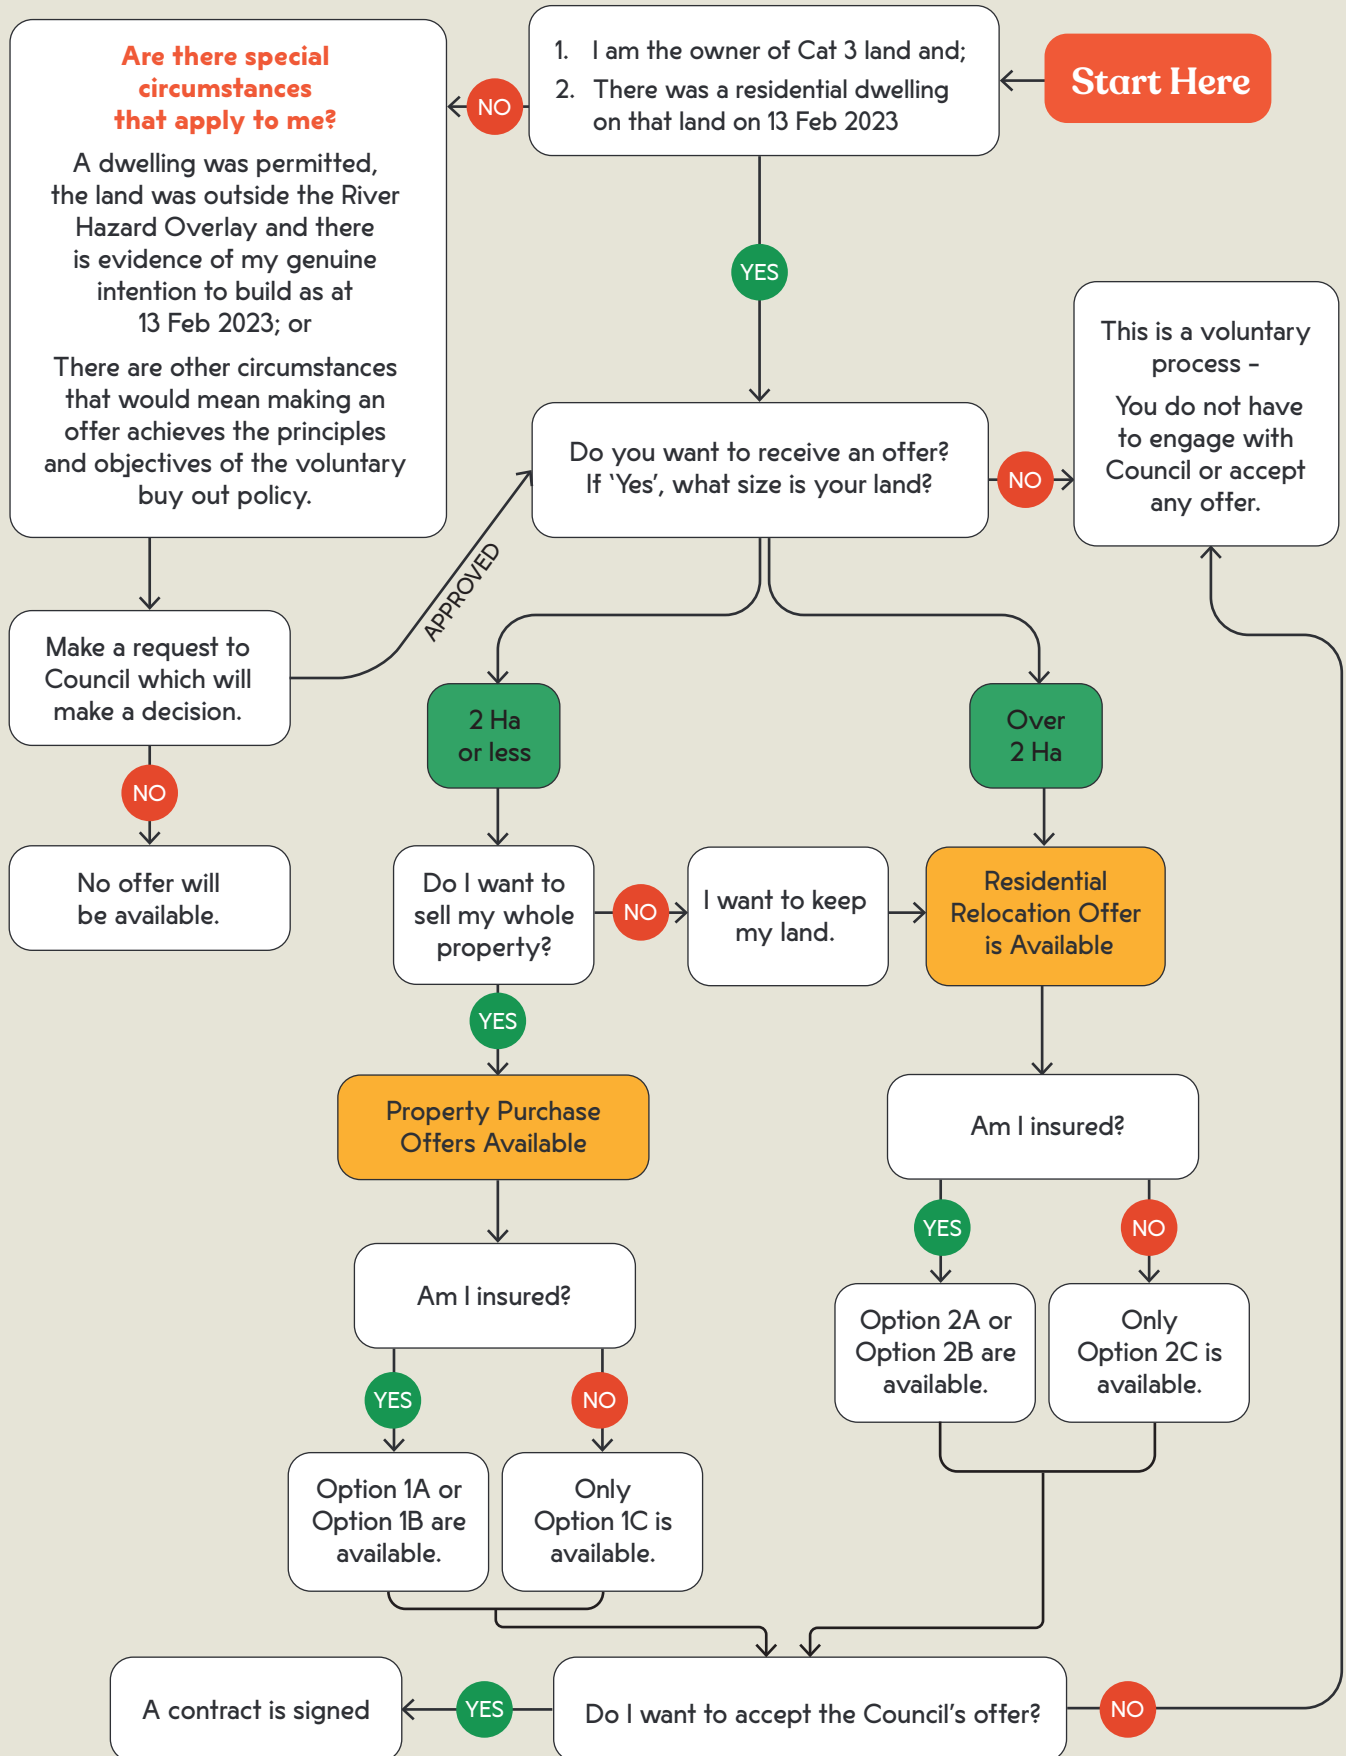 Start Here
1. I am the owner of Cat 3 land and;
2. There was a residential dwelling
on that land on 13 Feb 2023
NO
Are there special
circumstances
that apply to me?
A dwelling was permitted,
the land was outside the River
Hazard Overlay and there
is evidence of my genuine
intention to build as at
13 Feb 2023; or
There are other circumstances
that would mean making an
offer achieves the principles
and objectives of the voluntary
buy out policy.
YES
This is a voluntary
process -
You do not have
to engage with
Council or accept
any offer.
Do you want to receive an offer?
If ‘Yes’, what size is your land?
NO
APPROVED
Make a request to
Council which will
make a decision.
NO
No offer will
be available.
2 Ha
or less
Over
2 Ha
Do I want to
sell my whole
property?
NO
I want to keep
my land.
Residential
Relocation Offer
is Available
YES
Property Purchase
Offers Available
Am I insured?
YES
NO
Option 2A or
Option 2B are
available.
Only
Option 2C is
available.
Am I insured?
YES
NO
Option 1A or
Option 1B are
available.
Only
Option 1C is
available.
Do I want to accept the Council’s offer?
YES
A contract is signed
NO